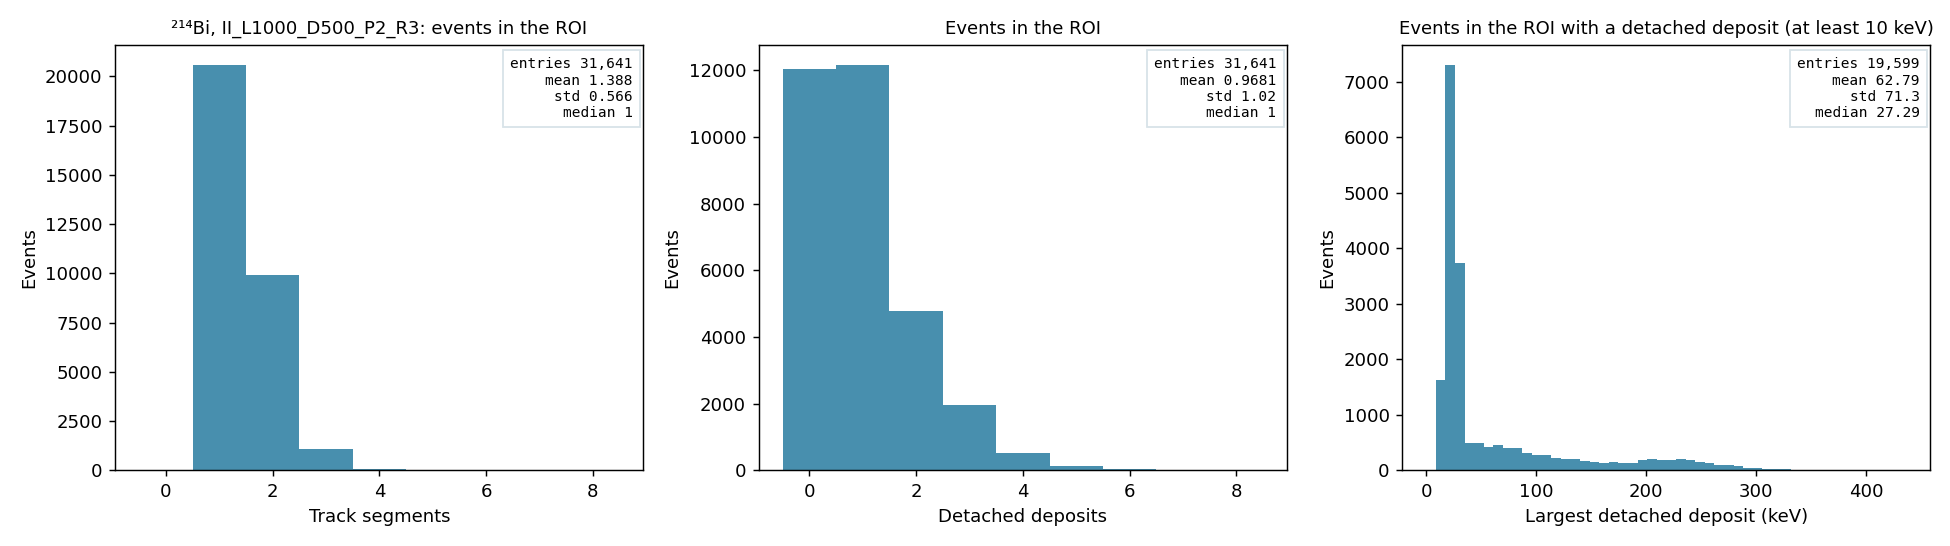 ²¹⁴Bi, II_L1000_D500_P2_R3: events in the ROI
entries 31,641
mean 1.388
std 0.566
median 1
20000
17500
15000
12500
10000
7500
5000
2500
0
Events
0 2 4 6 8
Track segments
Events in the ROI
entries 31,641
mean 0.9681
std 1.02
median 1
12000
10000
8000
6000
4000
2000
0
Events
0 2 4 6 8
Detached deposits
Events in the ROI with a detached deposit (at least 10 keV)
entries 19,599
mean 62.79
std 71.3
median 27.29
7000
6000
5000
4000
3000
2000
1000
0
Events
0 100 200 300 400
Largest detached deposit (keV)